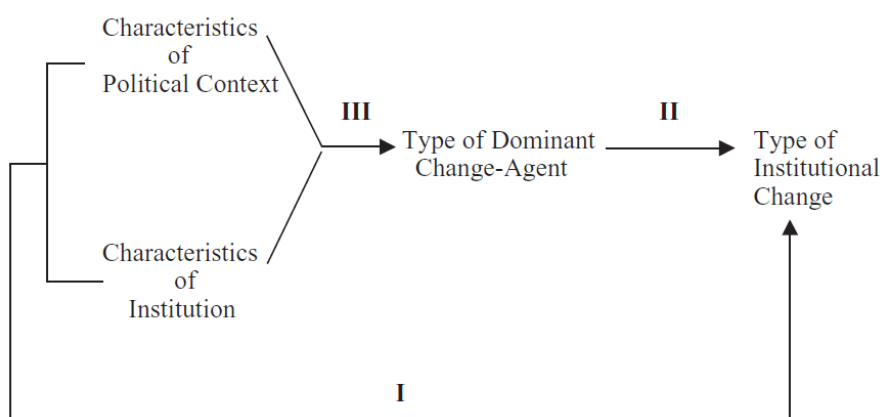 Characteristics
of
Political Context
III
II
Type of Dominant
Change-Agent
Type of
Institutional
Change
Characteristics
of
Institution
I